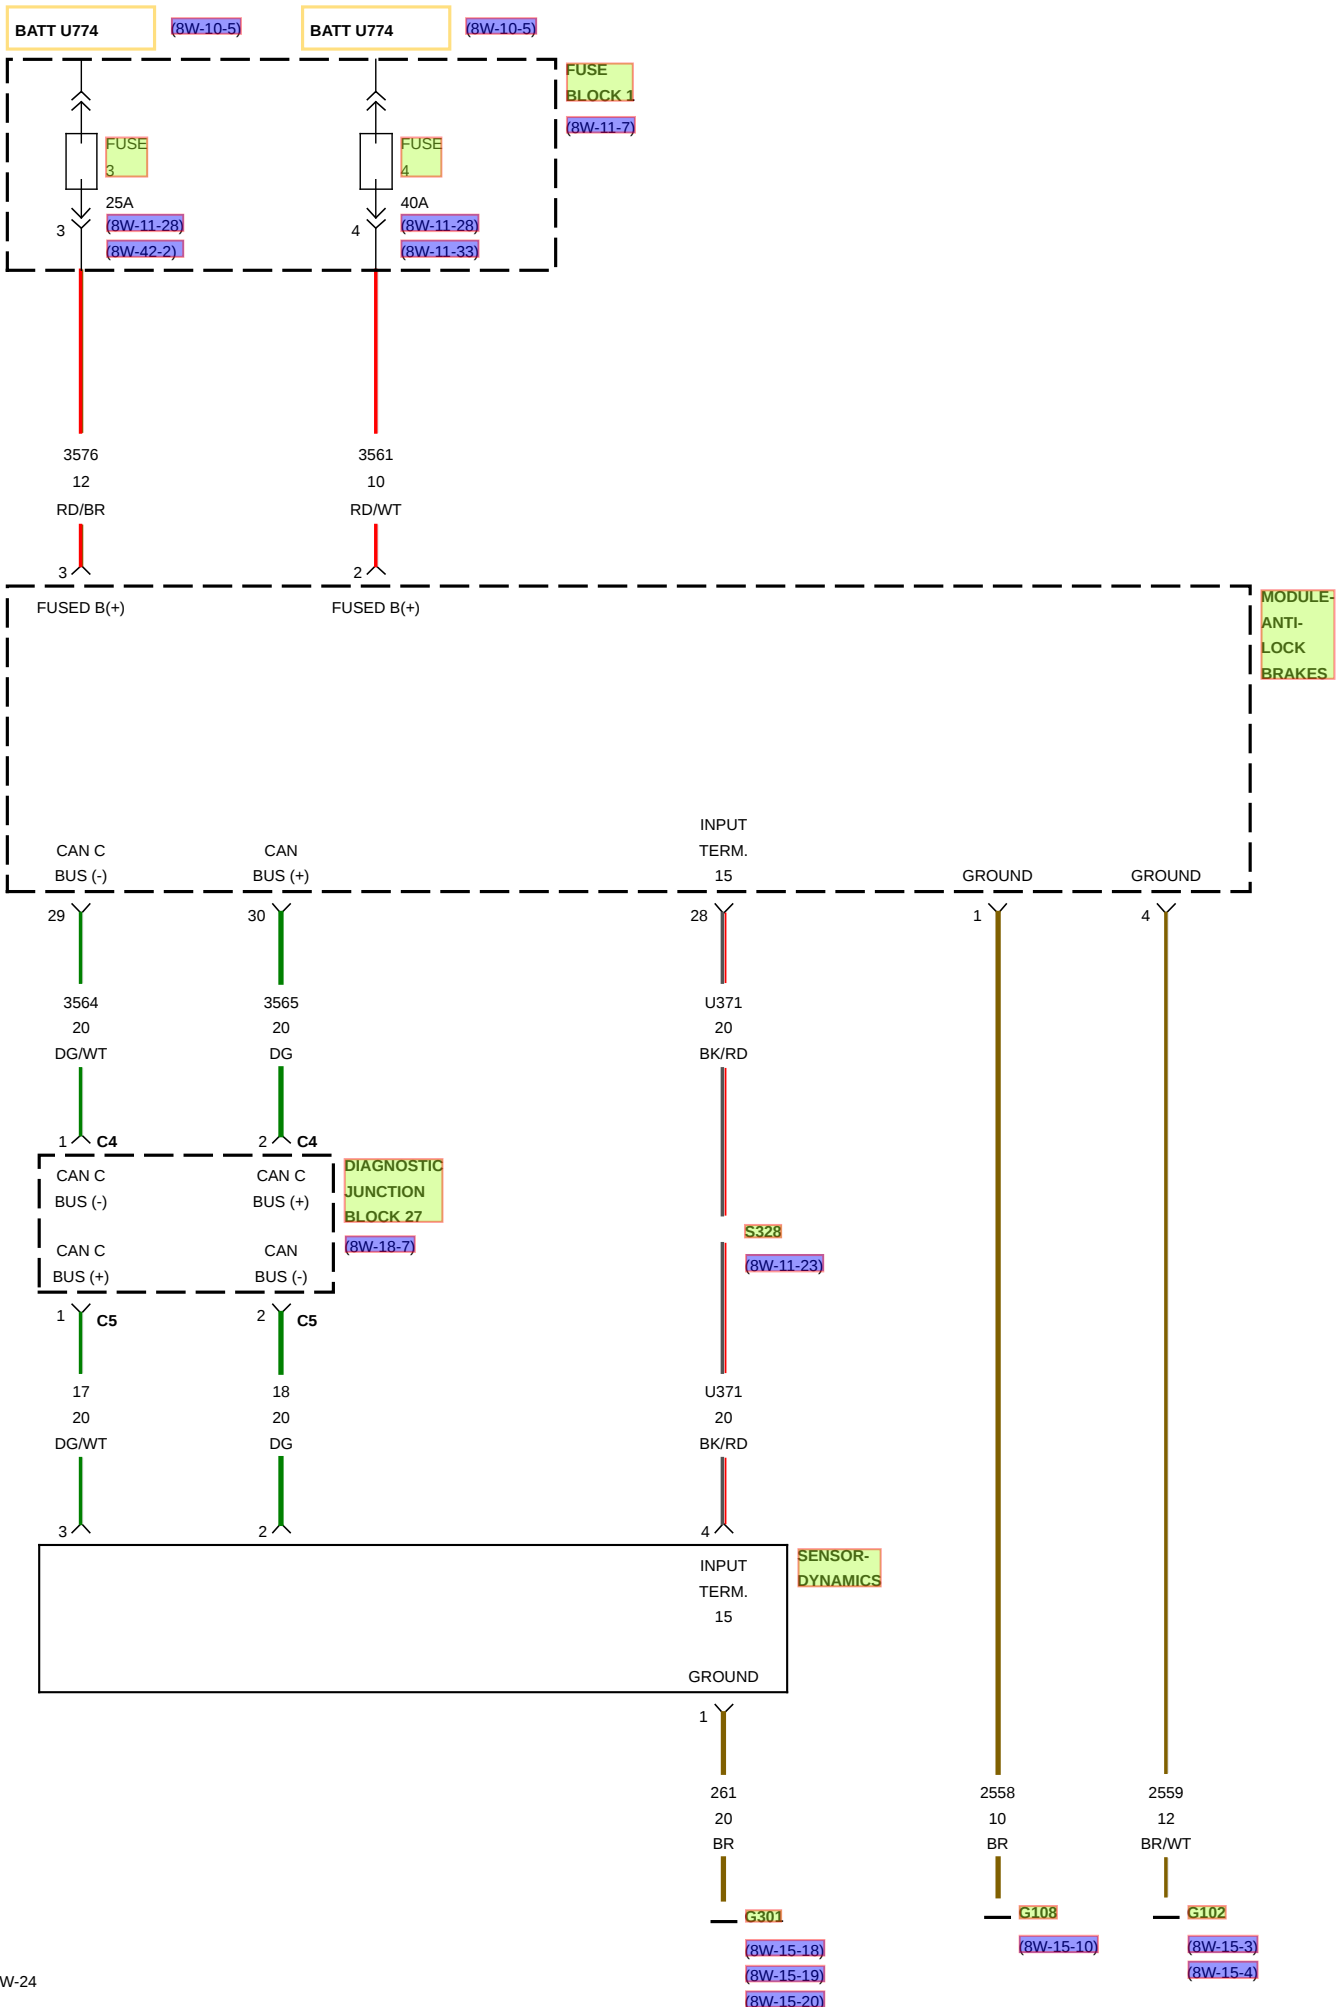 BATT U774 (8W-10-5) BATT U774 (8W-10-5)
FUSE
BLOCK 1
(8W-11-7)
FUSE FUSE
3 4
25A 40A
3 (8W-11-28) 4 (8W-11-28)
(8W-42-2) (8W-11-33)
3576 3561
12 10
RD/BR RD/WT
3 2
FUSED B(+) FUSED B(+)
MODULE-
ANTI-
LOCK
BRAKES
INPUT
CAN C CAN TERM.
BUS (-) BUS (+) 15 GROUND GROUND
29 30 28 1 4
3564 3565 U371
20 20 20
DG/WT DG BK/RD
1 C4 2 C4
CAN C CAN C
BUS (-) BUS (+)
DIAGNOSTIC
JUNCTION
BLOCK 27
(8W-18-7)
CAN C CAN
BUS (+) BUS (-)
S328
(8W-11-23)
1 C5 2 C5
17 18 U371
20 20 20
DG/WT DG BK/RD
3 2 4
INPUT
TERM.
15
SENSOR-
DYNAMICS
GROUND
1
261 2558 2559
20 10 12
BR BR BR/WT
G301 G108 G102
(8W-15-18) (8W-15-10) (8W-15-3)
(8W-15-19) (8W-15-4)
(8W-15-20)
W-24